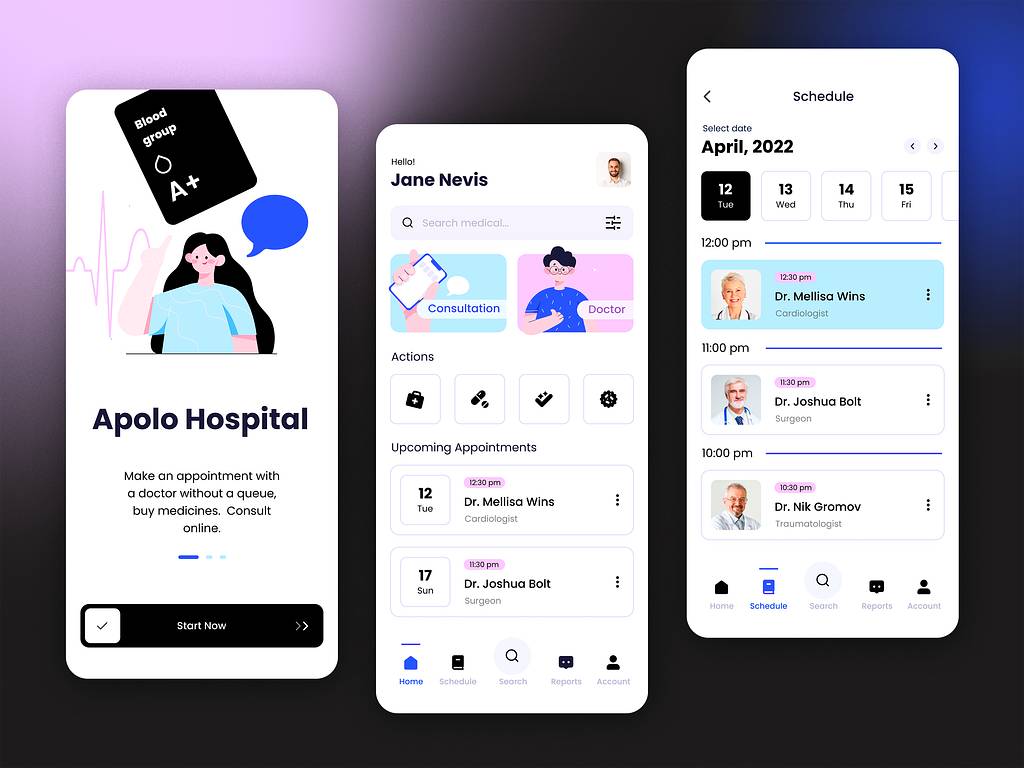 Blood
group
A+
Apolo Hospital
Make an appointment with
a doctor without a queue,
buy medicines. Consult
online.
Start Now
Hello!
Jane Nevis
Search medical...
Consultation
Doctor
Actions
Upcoming Appointments
12
Tue
12:30 pm
Dr. Mellisa Wins
Cardiologist
17
Sun
11:30 pm
Dr. Joshua Bolt
Surgeon
Home
Schedule
Search
Reports
Account
Schedule
Select date
April, 2022
12
Tue
13
Wed
14
Thu
15
Fri
12:00 pm
12:30 pm
Dr. Mellisa Wins
Cardiologist
11:00 pm
11:30 pm
Dr. Joshua Bolt
Surgeon
10:00 pm
10:30 pm
Dr. Nik Gromov
Traumatologist
Home
Schedule
Search
Reports
Account